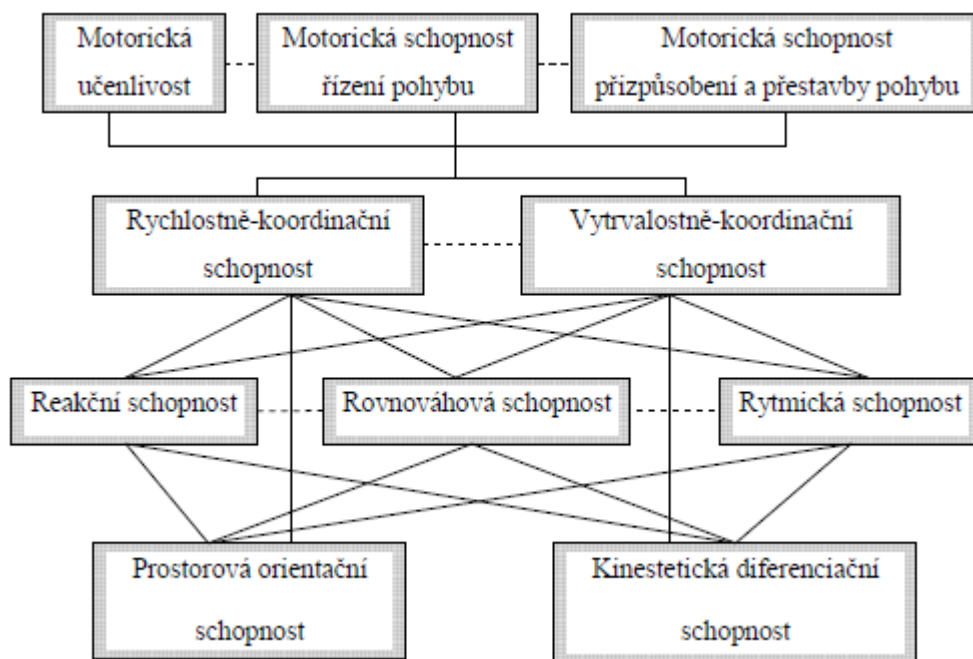 Motorická
učenlivost
Motorická schopnost
řízení pohybu
Motorická schopnost
přizpůsobení a přestavby pohybu
Rychlostně-koordinační
schopnost
Vytrvalostně-koordinační
schopnost
Reakční schopnost
Rovnováhová schopnost
Rytmická schopnost
Prostorová orientační
schopnost
Kinestetická diferenciační
schopnost